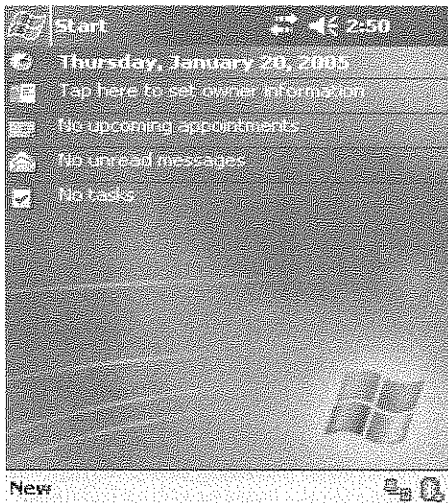 Start 2:50
Thursday, January 20, 2005
Tap here to set owner information
No upcoming appointments
No unread messages
No tasks
New